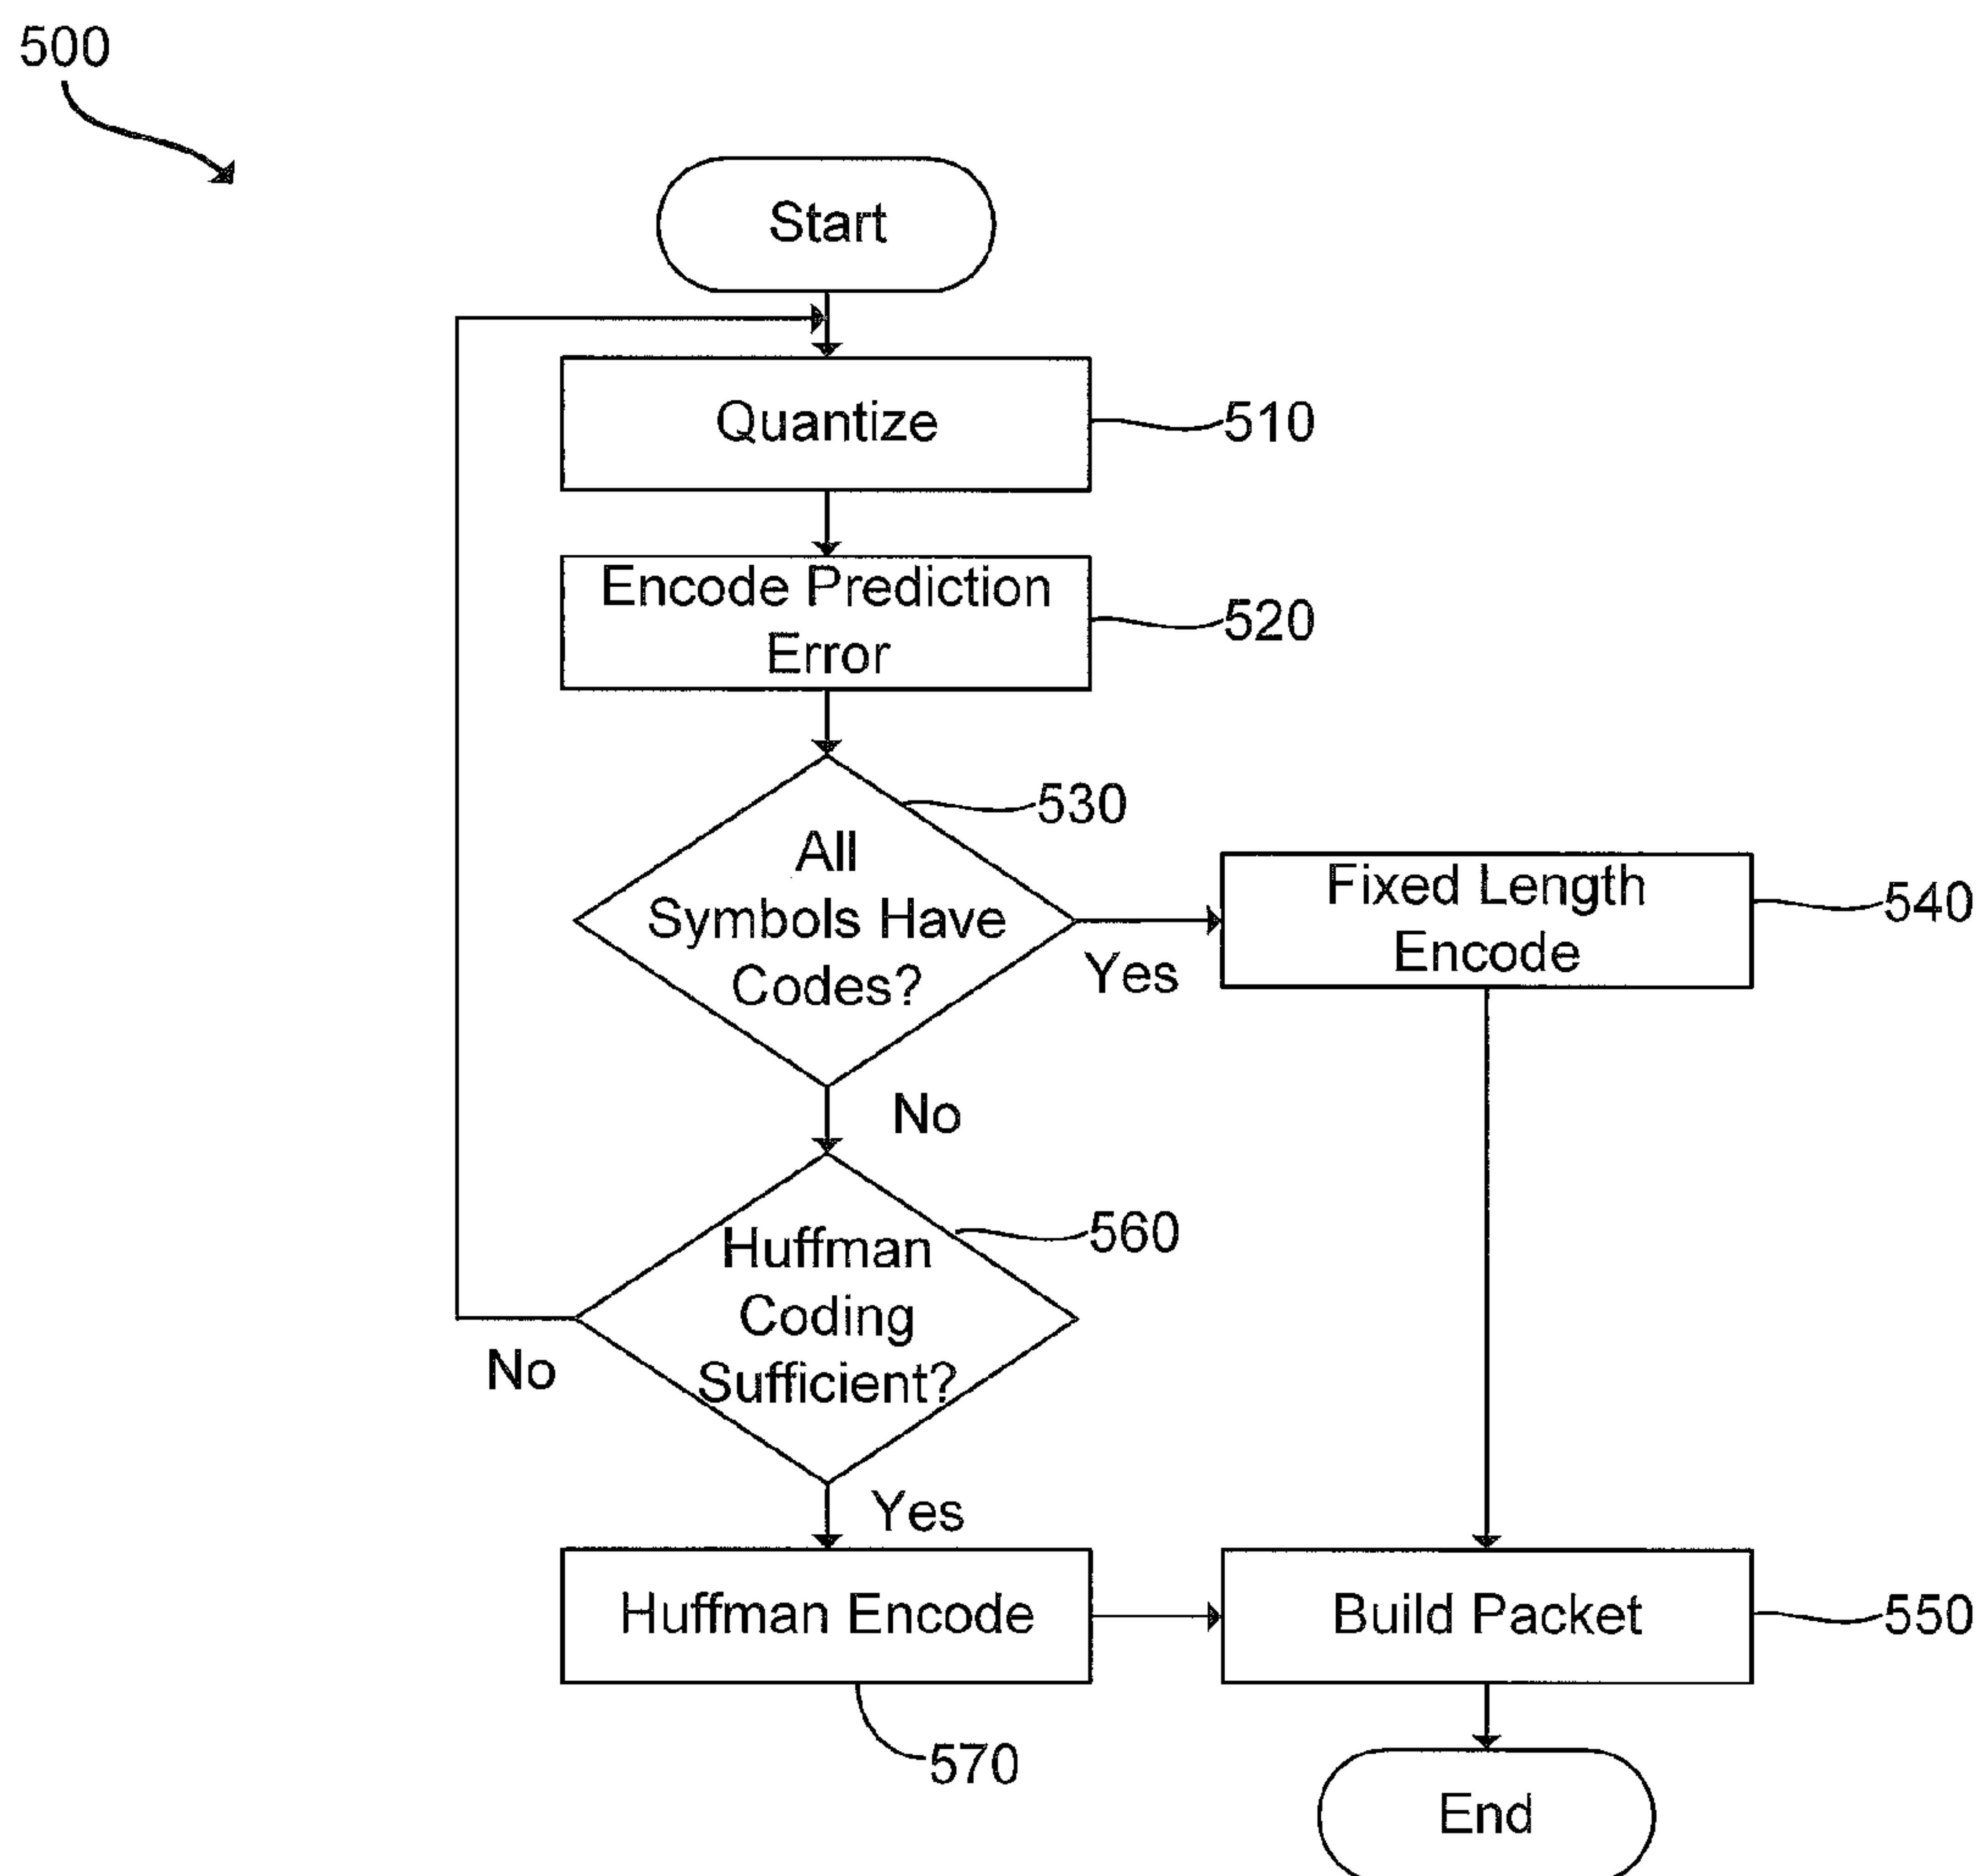 500
Start
Quantize
510
Encode Prediction
Error
520
530
All
Symbols Have
Codes?
Yes
Fixed Length
Encode
540
No
560
Huffman
Coding
Sufficient?
No
Yes
Huffman Encode
570
Build Packet
550
End